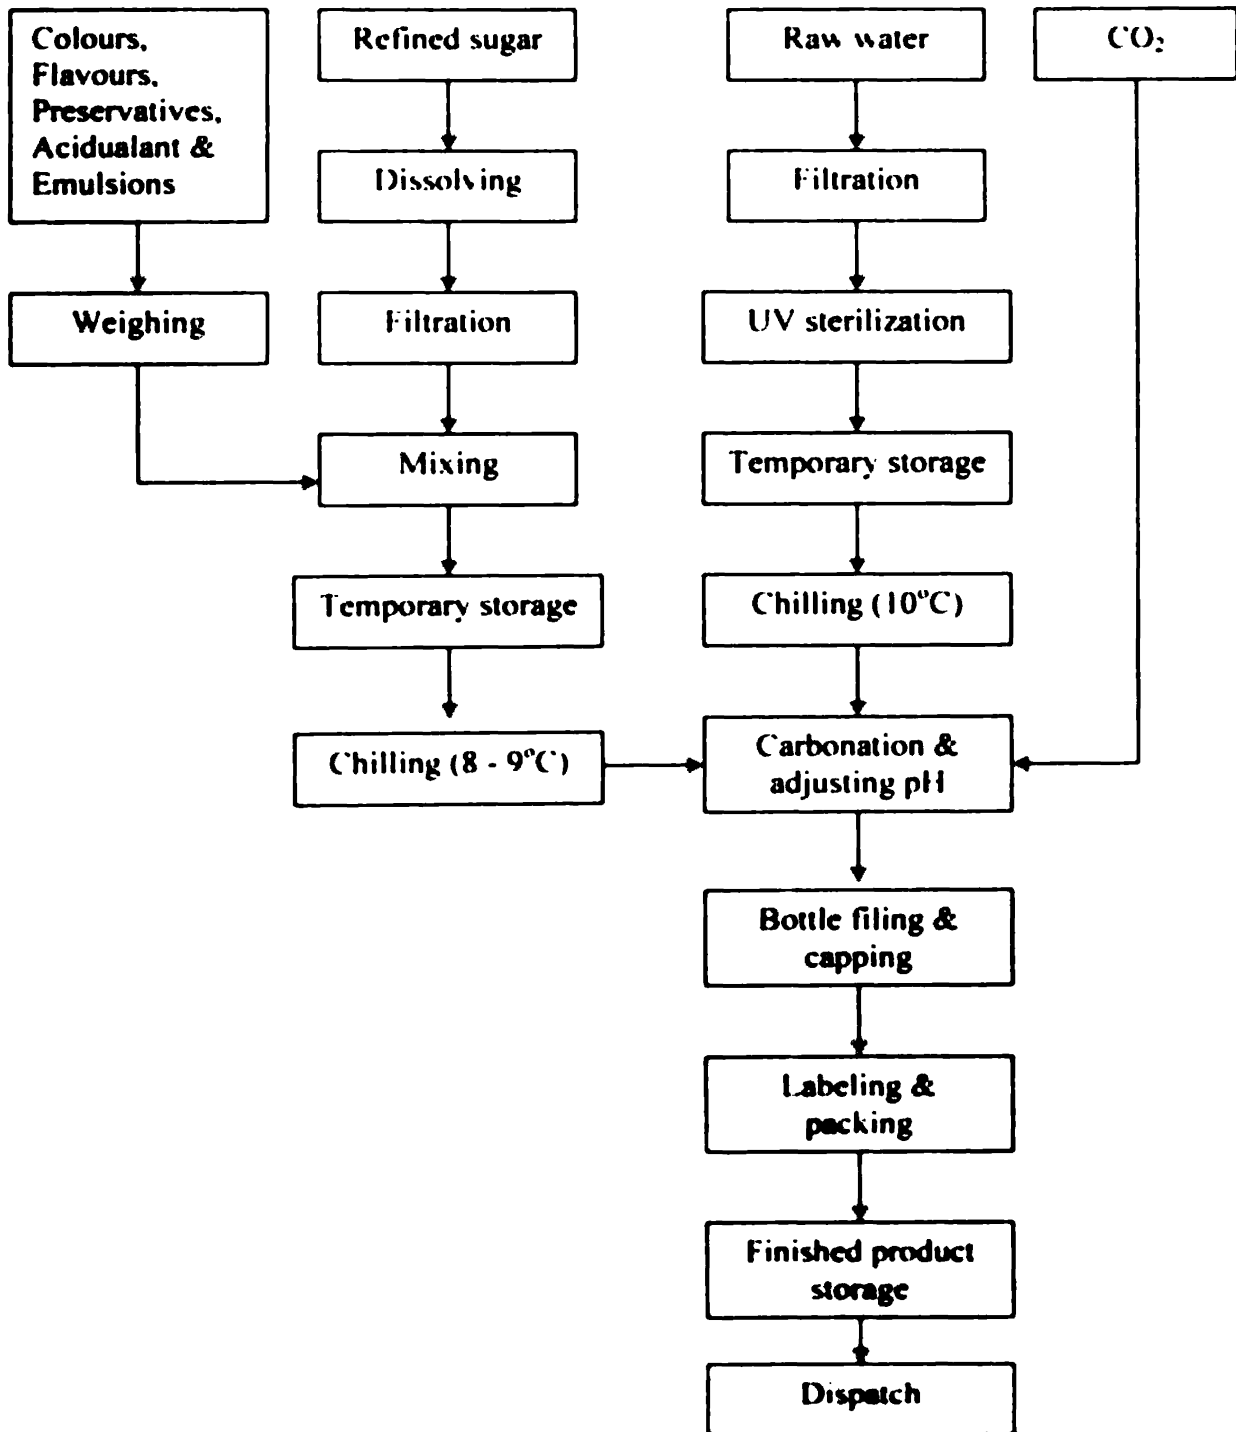 Colours,
Flavours,
Preservatives,
Acidualant &
Emulsions
Refined sugar
Raw water
CO₂
Dissolving
Filtration
Weighing
Filtration
UV sterilization
Mixing
Temporary storage
Temporary storage
Chilling (10°C)
Chilling (8 - 9°C)
Carbonation &
adjusting pH
Bottle filing &
capping
Labeling &
packing
Finished product
storage
Dispatch